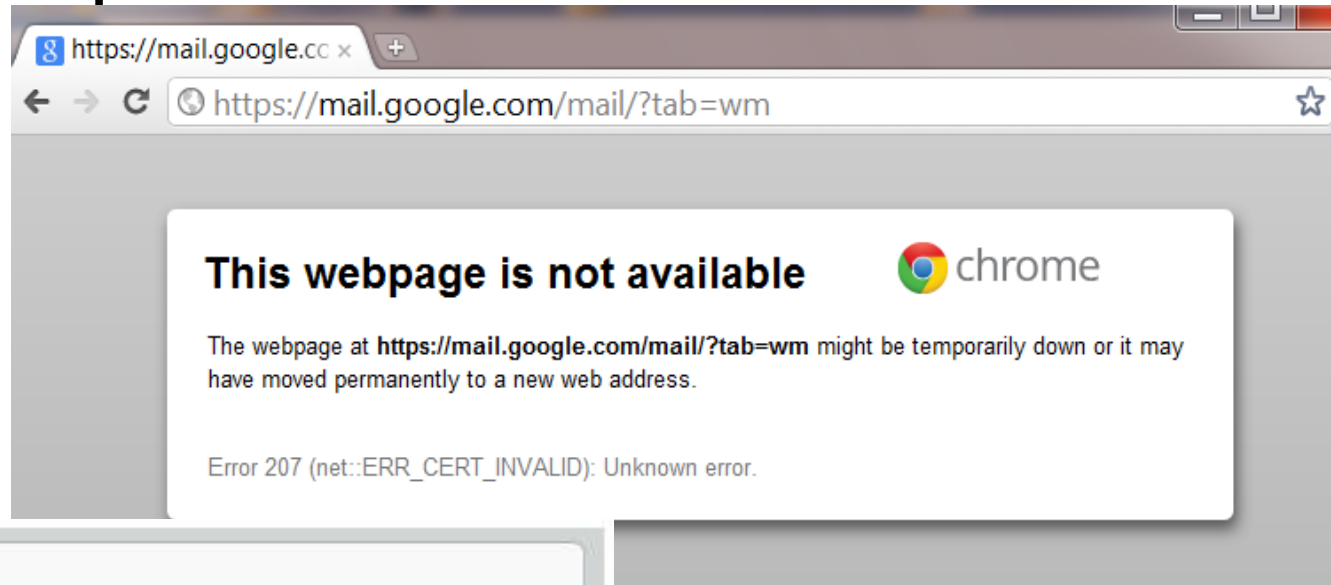 https://mail.google.cc
https://mail.google.com/mail/?tab=wm
This webpage is not available
chrome
The webpage at https://mail.google.com/mail/?tab=wm might be temporarily down or it may
have moved permanently to a new web address.
Error 207 (net::ERR_CERT_INVALID): Unknown error.